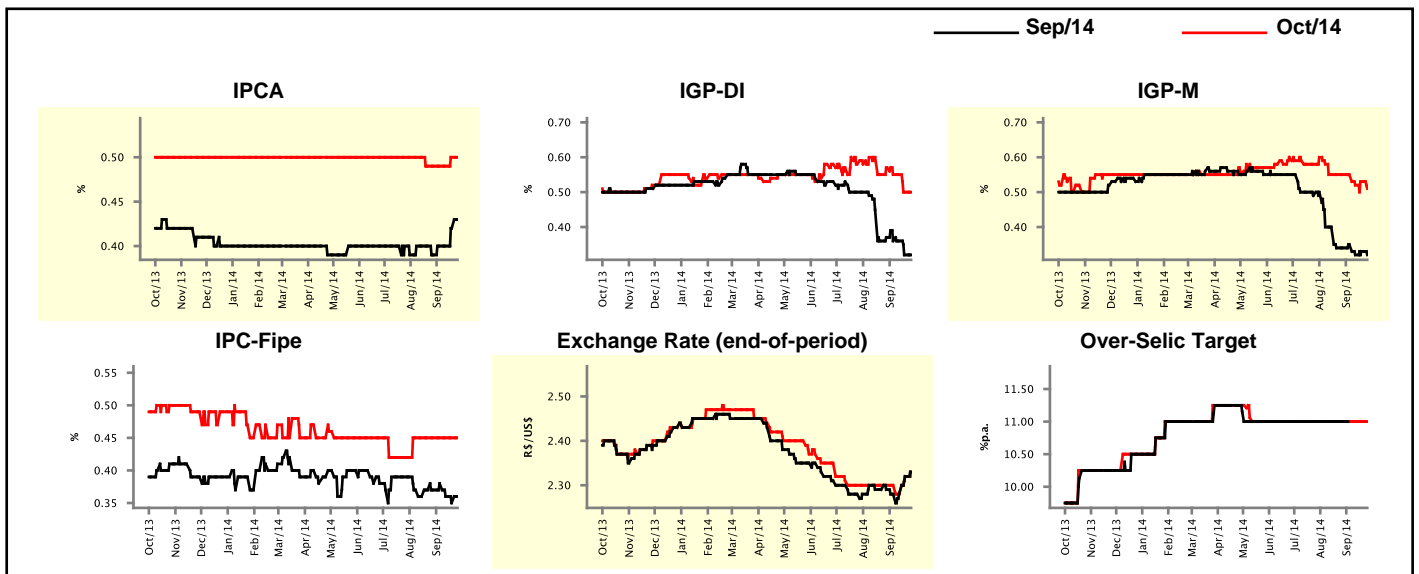 Sep/14 Oct/14
IPCA
%
0.50
0.45
0.40
Oct/13 Nov/13 Dec/13 Jan/14 Feb/14 Mar/14 Apr/14 May/14 Jun/14 Jul/14 Aug/14 Sep/14
IGP-DI
%
0.70
0.60
0.50
0.40
Oct/13 Nov/13 Dec/13 Jan/14 Feb/14 Mar/14 Apr/14 May/14 Jun/14 Jul/14 Aug/14 Sep/14
IGP-M
%
0.70
0.60
0.50
0.40
Oct/13 Nov/13 Dec/13 Jan/14 Feb/14 Mar/14 Apr/14 May/14 Jun/14 Jul/14 Aug/14 Sep/14
IPC-Fipe
%
0.55
0.50
0.45
0.40
0.35
Oct/13 Nov/13 Dec/13 Jan/14 Feb/14 Mar/14 Apr/14 May/14 Jun/14 Jul/14 Aug/14 Sep/14
Exchange Rate (end-of-period)
R$/US$
2.50
2.40
2.30
Oct/13 Nov/13 Dec/13 Jan/14 Feb/14 Mar/14 Apr/14 May/14 Jun/14 Jul/14 Aug/14 Sep/14
Over-Selic Target
%p.a.
11.50
11.00
10.50
10.00
Oct/13 Nov/13 Dec/13 Jan/14 Feb/14 Mar/14 Apr/14 May/14 Jun/14 Jul/14 Aug/14 Sep/14